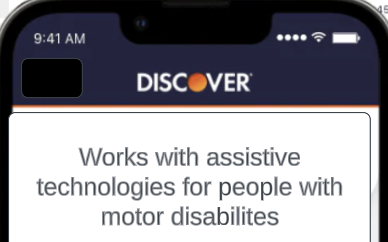 9:41 AM
DISCOVER
Works with assistive
technologies for people with
motor disabilites